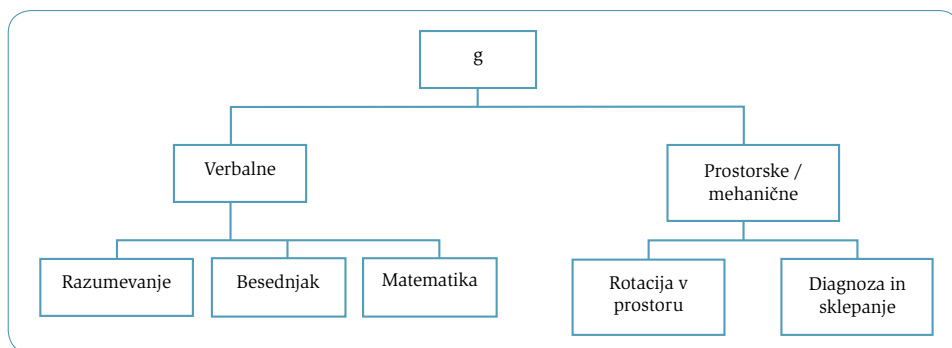 g
Verbalne
Prostorske /
mehanične
Razumevanje
Besednjak
Matematika
Rotacija v
prostoru
Diagnoza in
sklepanje